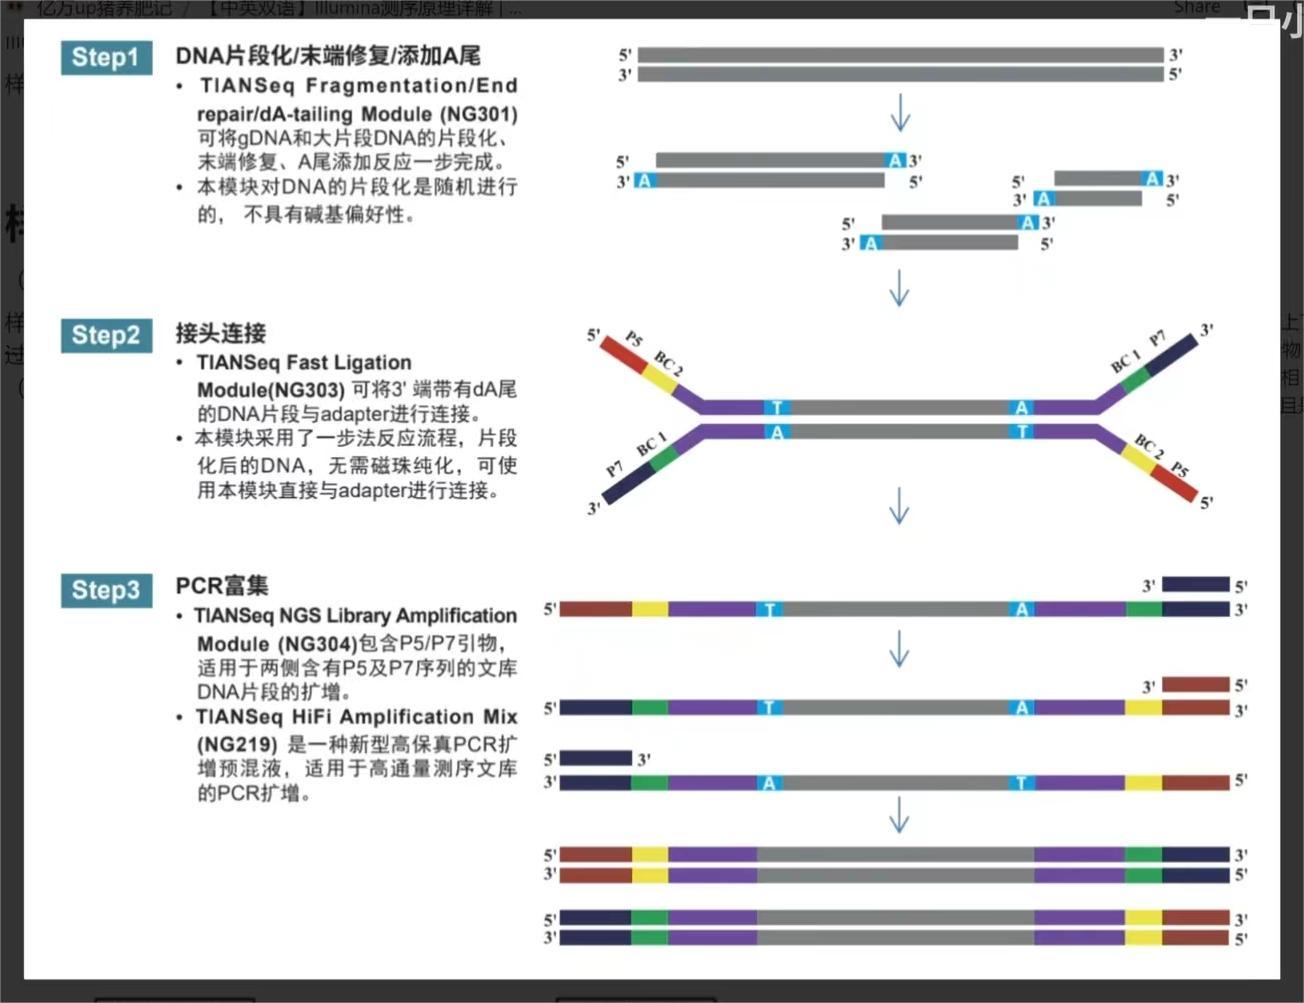 亿万up猪养肥记 / 【中英双语】Illumina测序原理详解 | ...
Share
Step1
DNA片段化/末端修复/添加A尾
• TIANSeq Fragmentation/End
repair/dA-tailing Module (NG301)
可将gDNA和大片段DNA的片段化、
末端修复、A尾添加反应一步完成。
• 本模块对DNA的片段化是随机进行
的， 不具有碱基偏好性。
5' 3'
3' 5'
5' A 3'
3' A 5'
5' A 3'
3' A 5'
5' A 3'
3' A 5'
Step2
接头连接
• TIANSeq Fast Ligation
Module(NG303) 可将3' 端带有dA尾
的DNA片段与adapter进行连接。
• 本模块采用了一步法反应流程，片段
化后的DNA，无需磁珠纯化，可使
用本模块直接与adapter进行连接。
5' P5 BC 2 T A BC 1 P7 3'
3' P7 BC 1 A T BC 2 P5 5'
Step3
PCR富集
• TIANSeq NGS Library Amplification
Module (NG304)包含P5/P7引物，
适用于两侧含有P5及P7序列的文库
DNA片段的扩增。
• TIANSeq HiFi Amplification Mix
(NG219) 是一种新型高保真PCR扩
增预混液，适用于高通量测序文库
的PCR扩增。
3' 5'
5' T A 3'
3' 5'
5' T A 3'
5' 3'
3' A T 5'
5' 3'
3' 5'
5' 3'
3' 5'